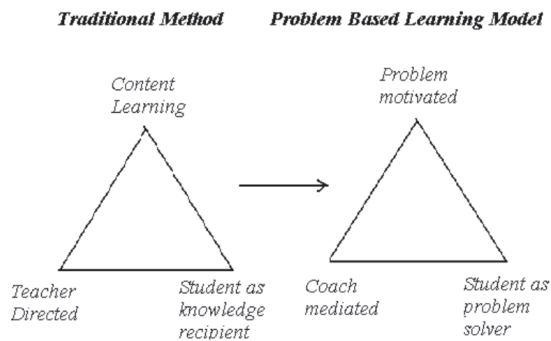 Traditional Method
Problem Based Learning Model
Content
Learning
Problem
motivated
Teacher
Directed
Student as
knowledge
recipient
Coach
mediated
Student as
problem
solver